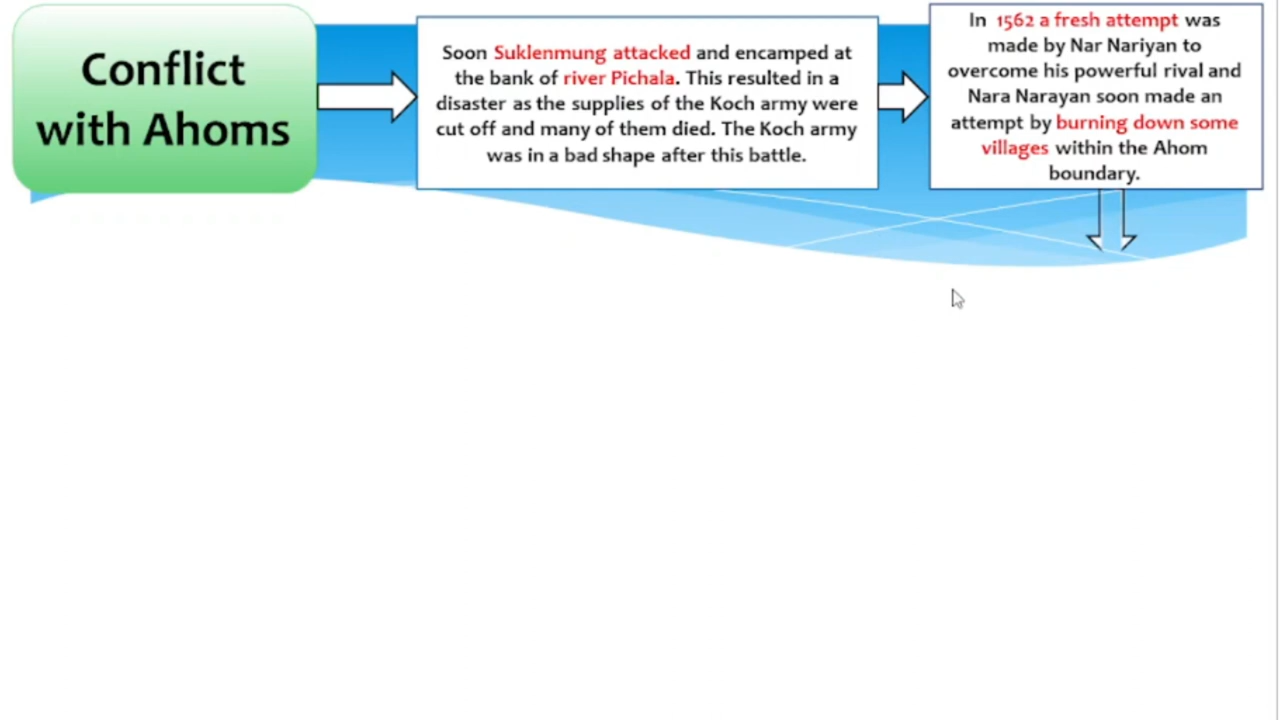 Conflict
with Ahoms
Soon Suklenmung attacked and encamped at
the bank of river Pichala. This resulted in a
disaster as the supplies of the Koch army were
cut off and many of them died. The Koch army
was in a bad shape after this battle.
In 1562 a fresh attempt was
made by Nar Nariyan to
overcome his powerful rival and
Nara Narayan soon made an
attempt by burning down some
villages within the Ahom
boundary.